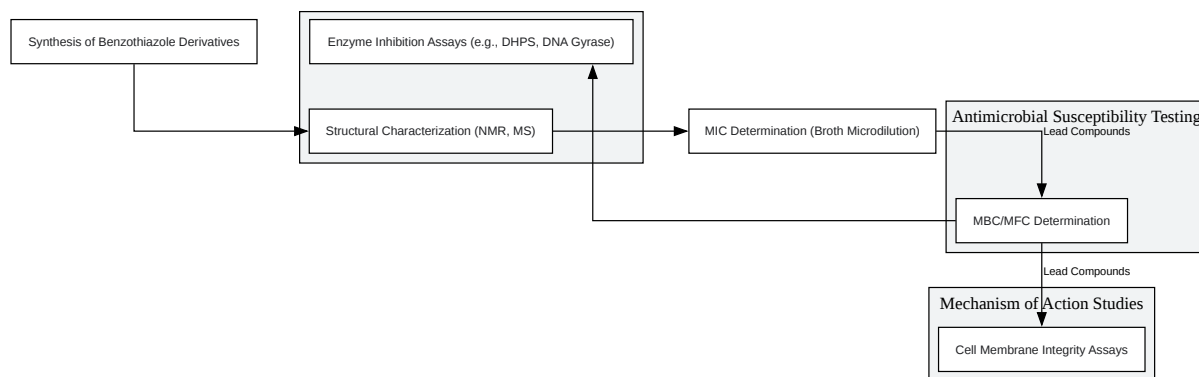 Synthesis of Benzothiazole Derivatives
Enzyme Inhibition Assays (e.g., DHPS, DNA Gyrase)
Structural Characterization (NMR, MS)
MIC Determination (Broth Microdilution)
Antimicrobial Susceptibility Testing
Lead Compounds
MBC/MFC Determination
Lead Compounds
Mechanism of Action Studies
Cell Membrane Integrity Assays